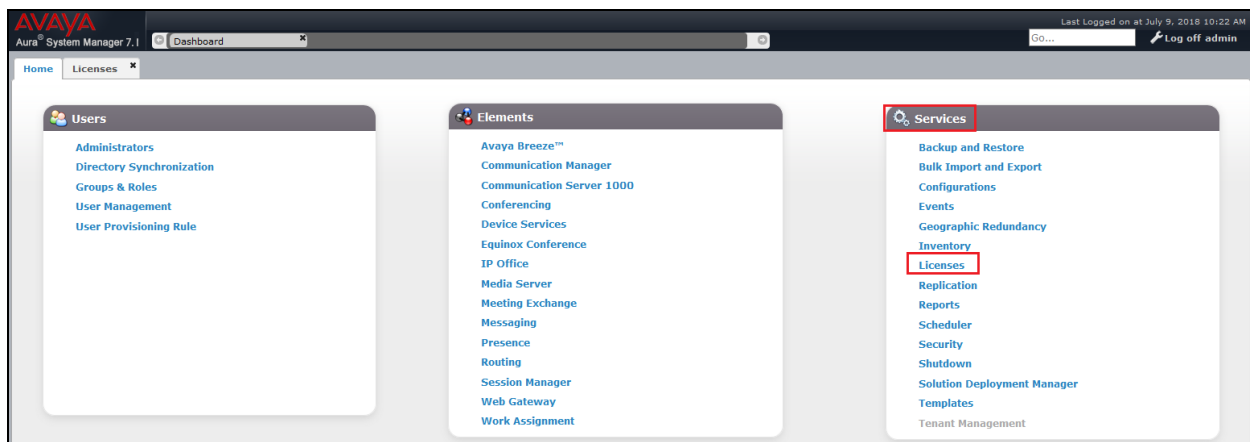 AVAYA
Last Logged on at July 9, 2018 10:22 AM
Aura® System Manager 7.1
Dashboard
Go...
Log off admin
Home
Licenses
Users
Administrators
Directory Synchronization
Groups & Roles
User Management
User Provisioning Rule
Elements
Avaya Breeze™
Communication Manager
Communication Server 1000
Conferencing
Device Services
Equinox Conference
IP Office
Media Server
Meeting Exchange
Messaging
Presence
Routing
Session Manager
Web Gateway
Work Assignment
Services
Backup and Restore
Bulk Import and Export
Configurations
Events
Geographic Redundancy
Inventory
Licenses
Replication
Reports
Scheduler
Security
Shutdown
Solution Deployment Manager
Templates
Tenant Management